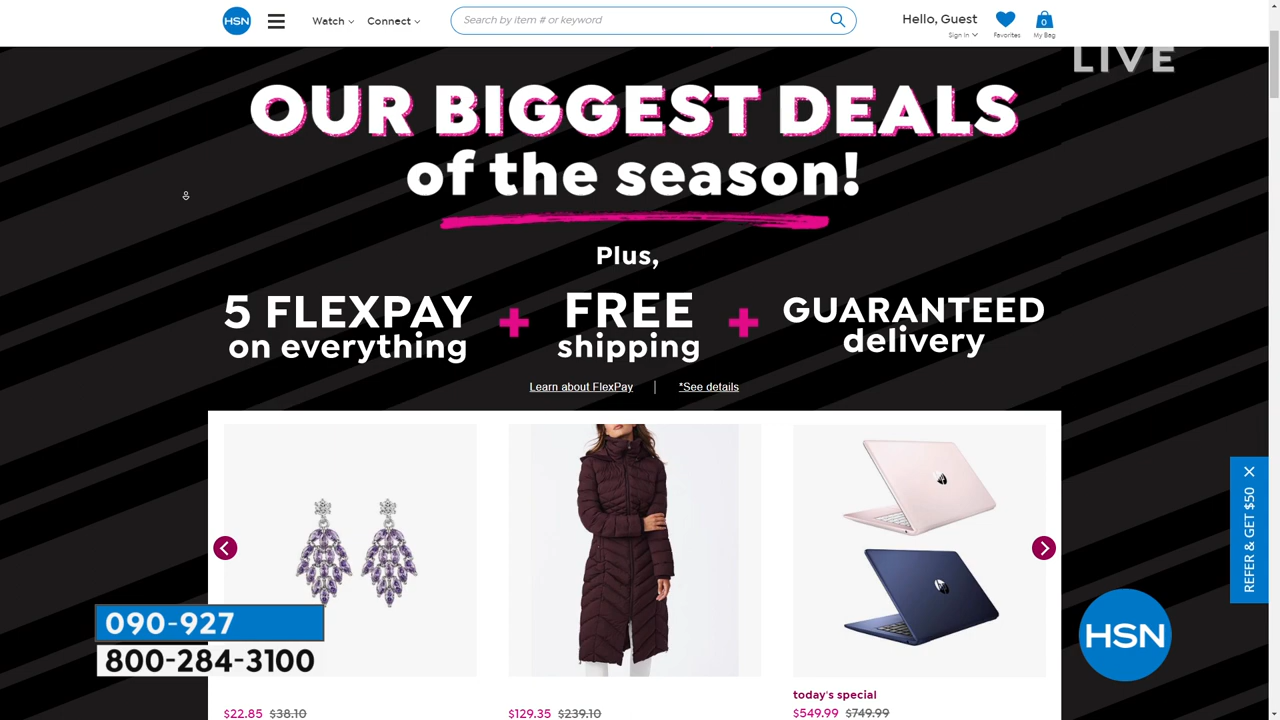 HSN
Watch
Connect
Search by item # or keyword
Hello, Guest
Sign In
Favorites
0
My Bag
LIVE
OUR BIGGEST DEALS
of the season!
Plus,
5 FLEXPAY
on everything
+
FREE
shipping
+
GUARANTEED
delivery
Learn about FlexPay | *See details
hp
hp
REFER & GET $50
090-927
800-284-3100
HSN
today's special
$22.85 $38.10
$129.35 $239.10
$549.99 $749.99